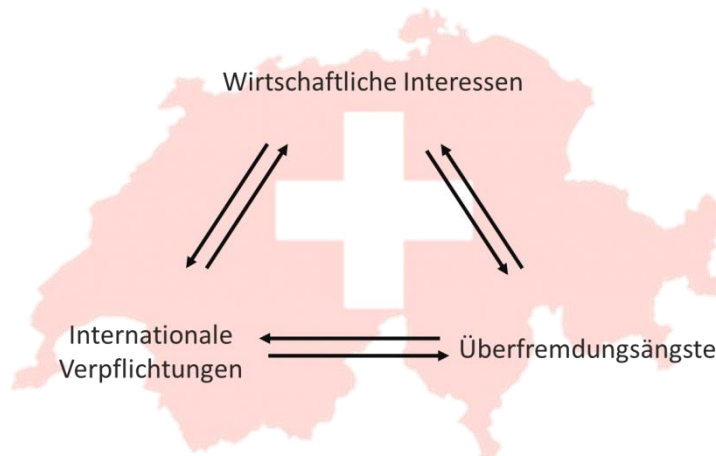 Wirtschaftliche Interessen
Internationale
Verpflichtungen
Überfremdungsängste